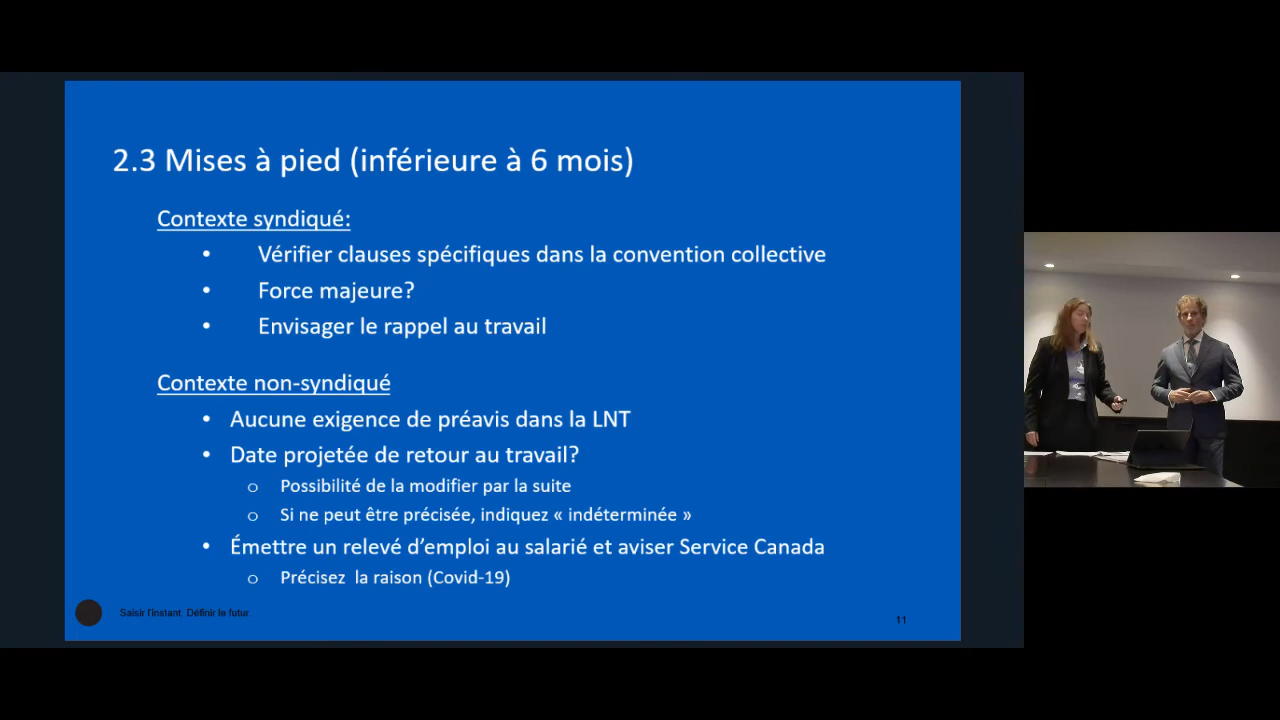 2.3 Mises à pied (inférieure à 6 mois)
Contexte syndiqué:
• Vérifier clauses spécifiques dans la convention collective
• Force majeure?
• Envisager le rappel au travail
Contexte non-syndiqué
• Aucune exigence de préavis dans la LNT
• Date projetée de retour au travail?
o Possibilité de la modifier par la suite
o Si ne peut être précisée, indiquez « indéterminée »
• Émettre un relevé d’emploi au salarié et aviser Service Canada
o Précisez  la raison (Covid-19)
Saisir l'instant. Définir le futur.
11